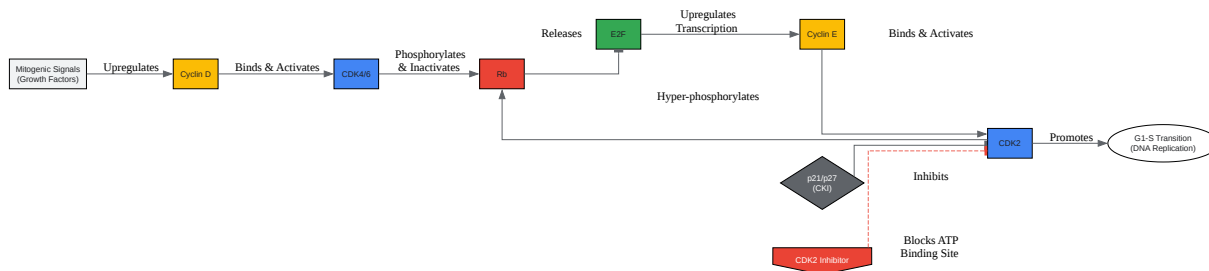 Mitogenic Signals
(Growth Factors)
Upregulates
Cyclin D
Binds & Activates
CDK4/6
Phosphorylates
& Inactivates
Rb
Releases
E2F
Upregulates
Transcription
Cyclin E
Binds & Activates
Hyper-phosphorylates
CDK2
Promotes
G1-S Transition
(DNA Replication)
p21/p27
(CKI)
Inhibits
CDK2 Inhibitor
Blocks ATP
Binding Site